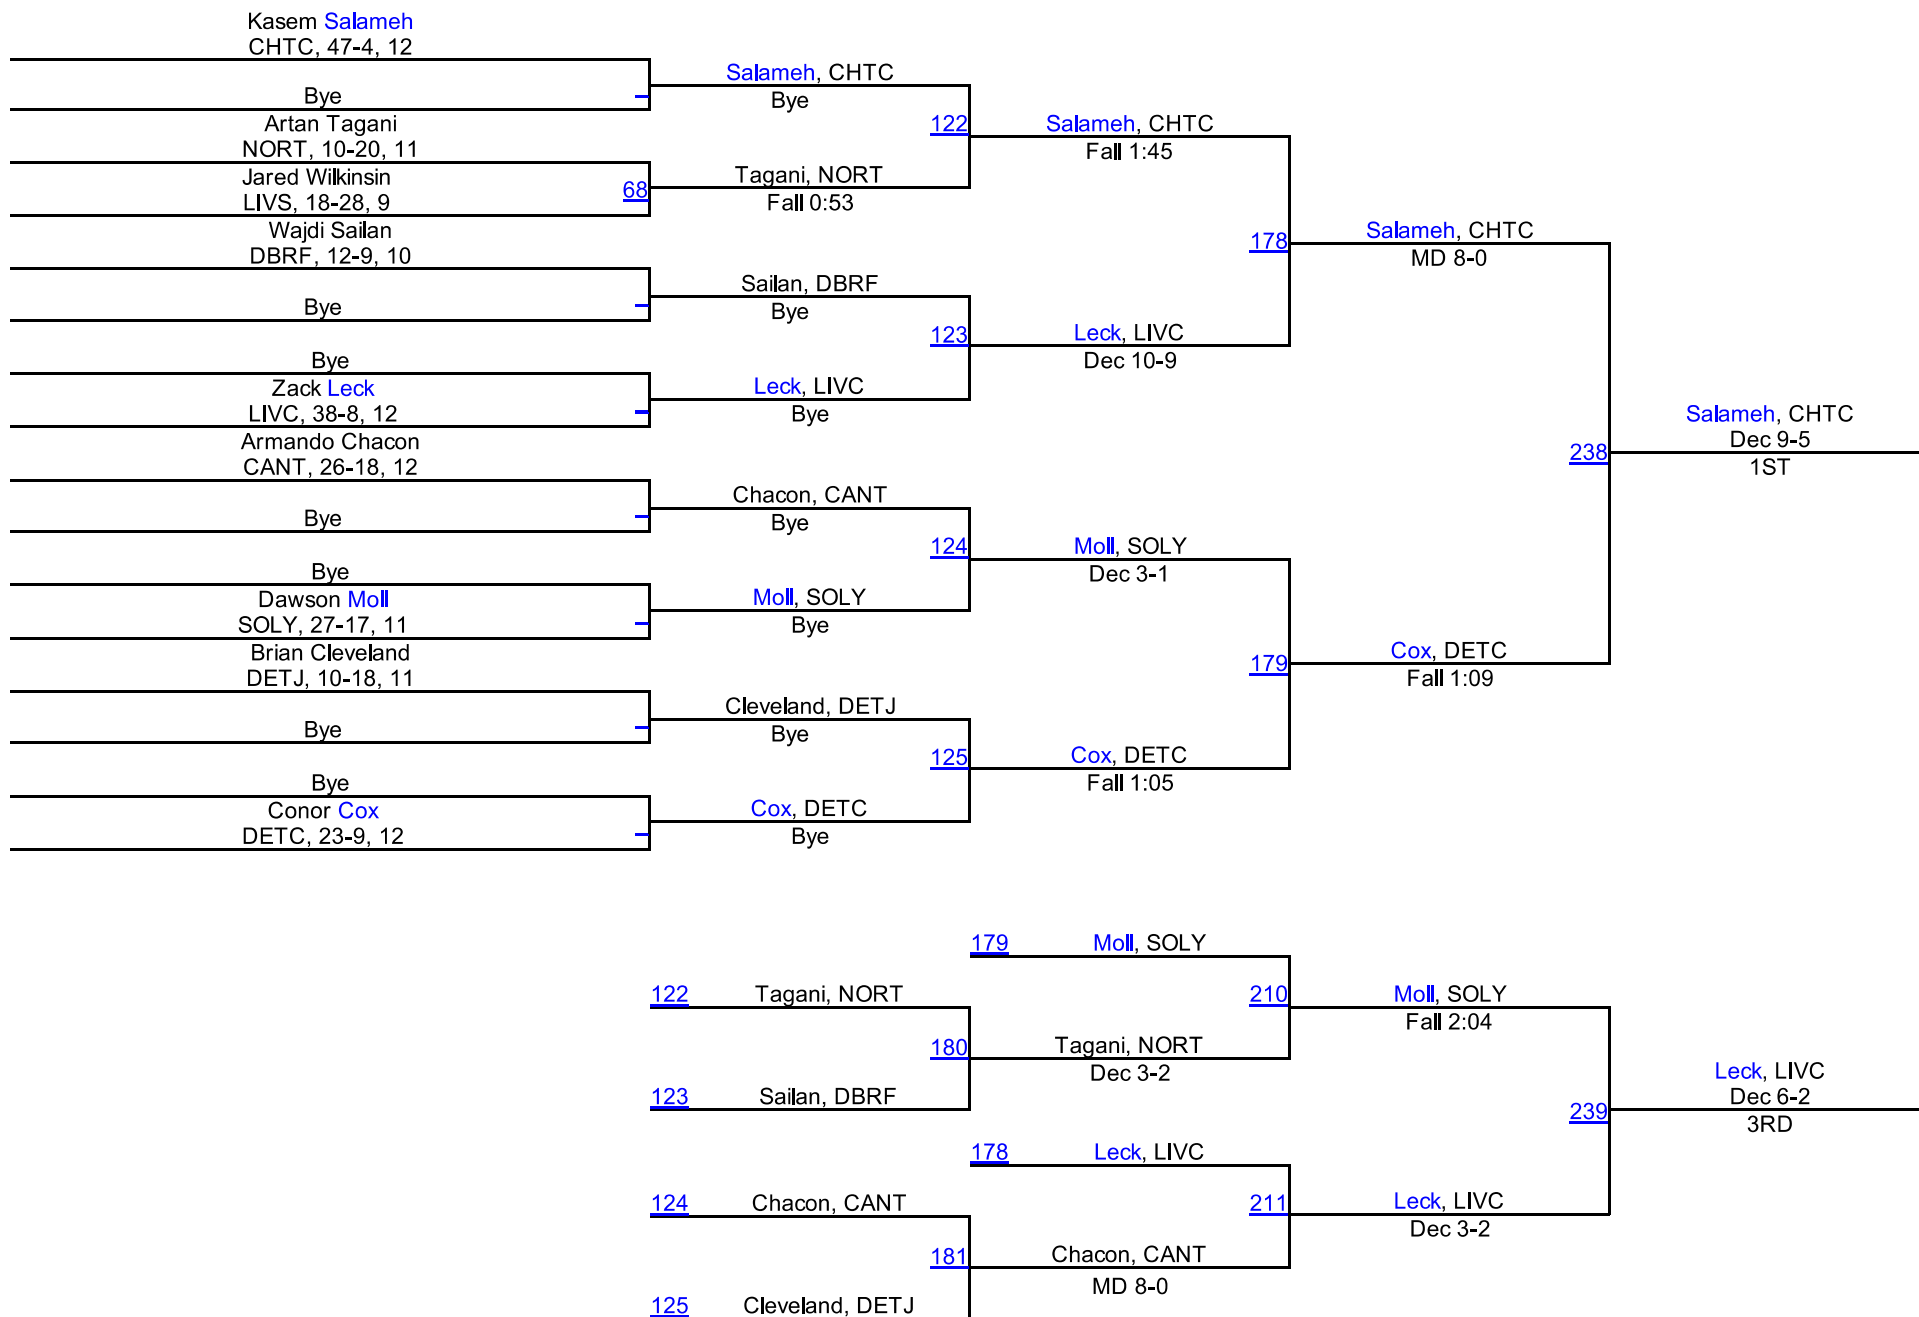 Kasem Salameh
CHTC, 47-4, 12
Bye
Artan Tagani
NORT, 10-20, 11
Jared Wilkinsin
LIVS, 18-28, 9
68
Wajdi Sailan
DBRF, 12-9, 10
Bye
Bye
Zack Leck
LIVC, 38-8, 12
Armando Chacon
CANT, 26-18, 12
Bye
Bye
Dawson Moll
SOLY, 27-17, 11
Brian Cleveland
DETJ, 10-18, 11
Bye
Bye
Conor Cox
DETC, 23-9, 12
Salameh, CHTC
Bye
122
Tagani, NORT
Fall 0:53
Sailan, DBRF
Bye
123
Leck, LIVC
Bye
Chacon, CANT
Bye
124
Moll, SOLY
Bye
Cleveland, DETJ
Bye
125
Cox, DETC
Bye
Salameh, CHTC
Fall 1:45
178
Leck, LIVC
Dec 10-9
Moll, SOLY
Dec 3-1
179
Cox, DETC
Fall 1:05
Salameh, CHTC
MD 8-0
238
Cox, DETC
Fall 1:09
Salameh, CHTC
Dec 9-5
1ST
122 Tagani, NORT
180
123 Sailan, DBRF
124 Chacon, CANT
181
125 Cleveland, DETJ
179 Moll, SOLY
210
Tagani, NORT
Dec 3-2
178 Leck, LIVC
211
Chacon, CANT
MD 8-0
Moll, SOLY
Fall 2:04
239
Leck, LIVC
Dec 3-2
Leck, LIVC
Dec 6-2
3RD